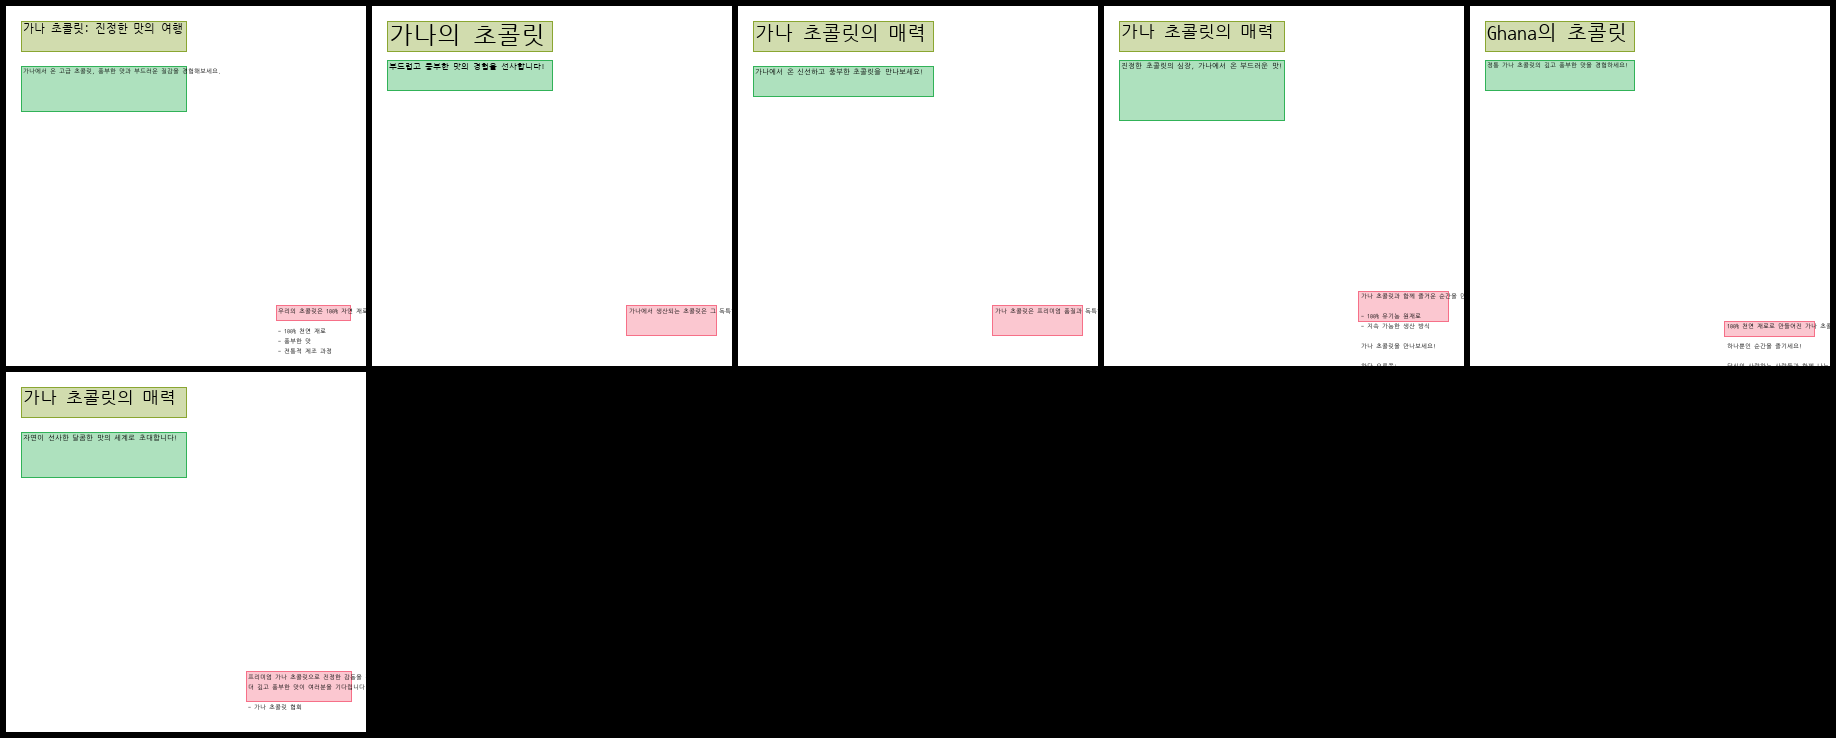 가나 초콜릿: 진정한 맛의 여행
가나에서 온 고급 초콜릿, 풍부한 맛과 부드러운 질감을 경험해보세요.
우리의 초콜릿은 100% 자연 재료
- 100% 천연 재료
- 풍부한 맛
- 전통적 제조 과정
가나의 초콜릿
부드럽고 풍부한 맛의 경험을 선사합니다!
가나에서 생산되는 초콜릿은 그 독특
가나 초콜릿의 매력
가나에서 온 신선하고 풍부한 초콜릿을 만나보세요!
가나 초콜릿은 프리미엄 품질과 독특
가나 초콜릿의 매력
진정한 초콜릿의 심장, 가나에서 온 부드러운 맛!
가나 초콜릿과 함께 즐거운 순간을
- 100% 유기농 원재료
- 지속 가능한 생산 방식
가나 초콜릿을 만나보세요!
Ghana의 초콜릿
정통 가나 초콜릿의 깊고 풍부한 맛을 경험하세요!
100% 천연 재료로 만들어진 가나
하나뿐인 순간을 즐기세요!
가나 초콜릿의 매력
자연이 선사한 달콤한 맛의 세계로 초대합니다!
프리미엄 가나 초콜릿으로 진정한 감동을
더 깊고 풍부한 맛이 여러분을 기다립니다
- 가나 초콜릿 협회